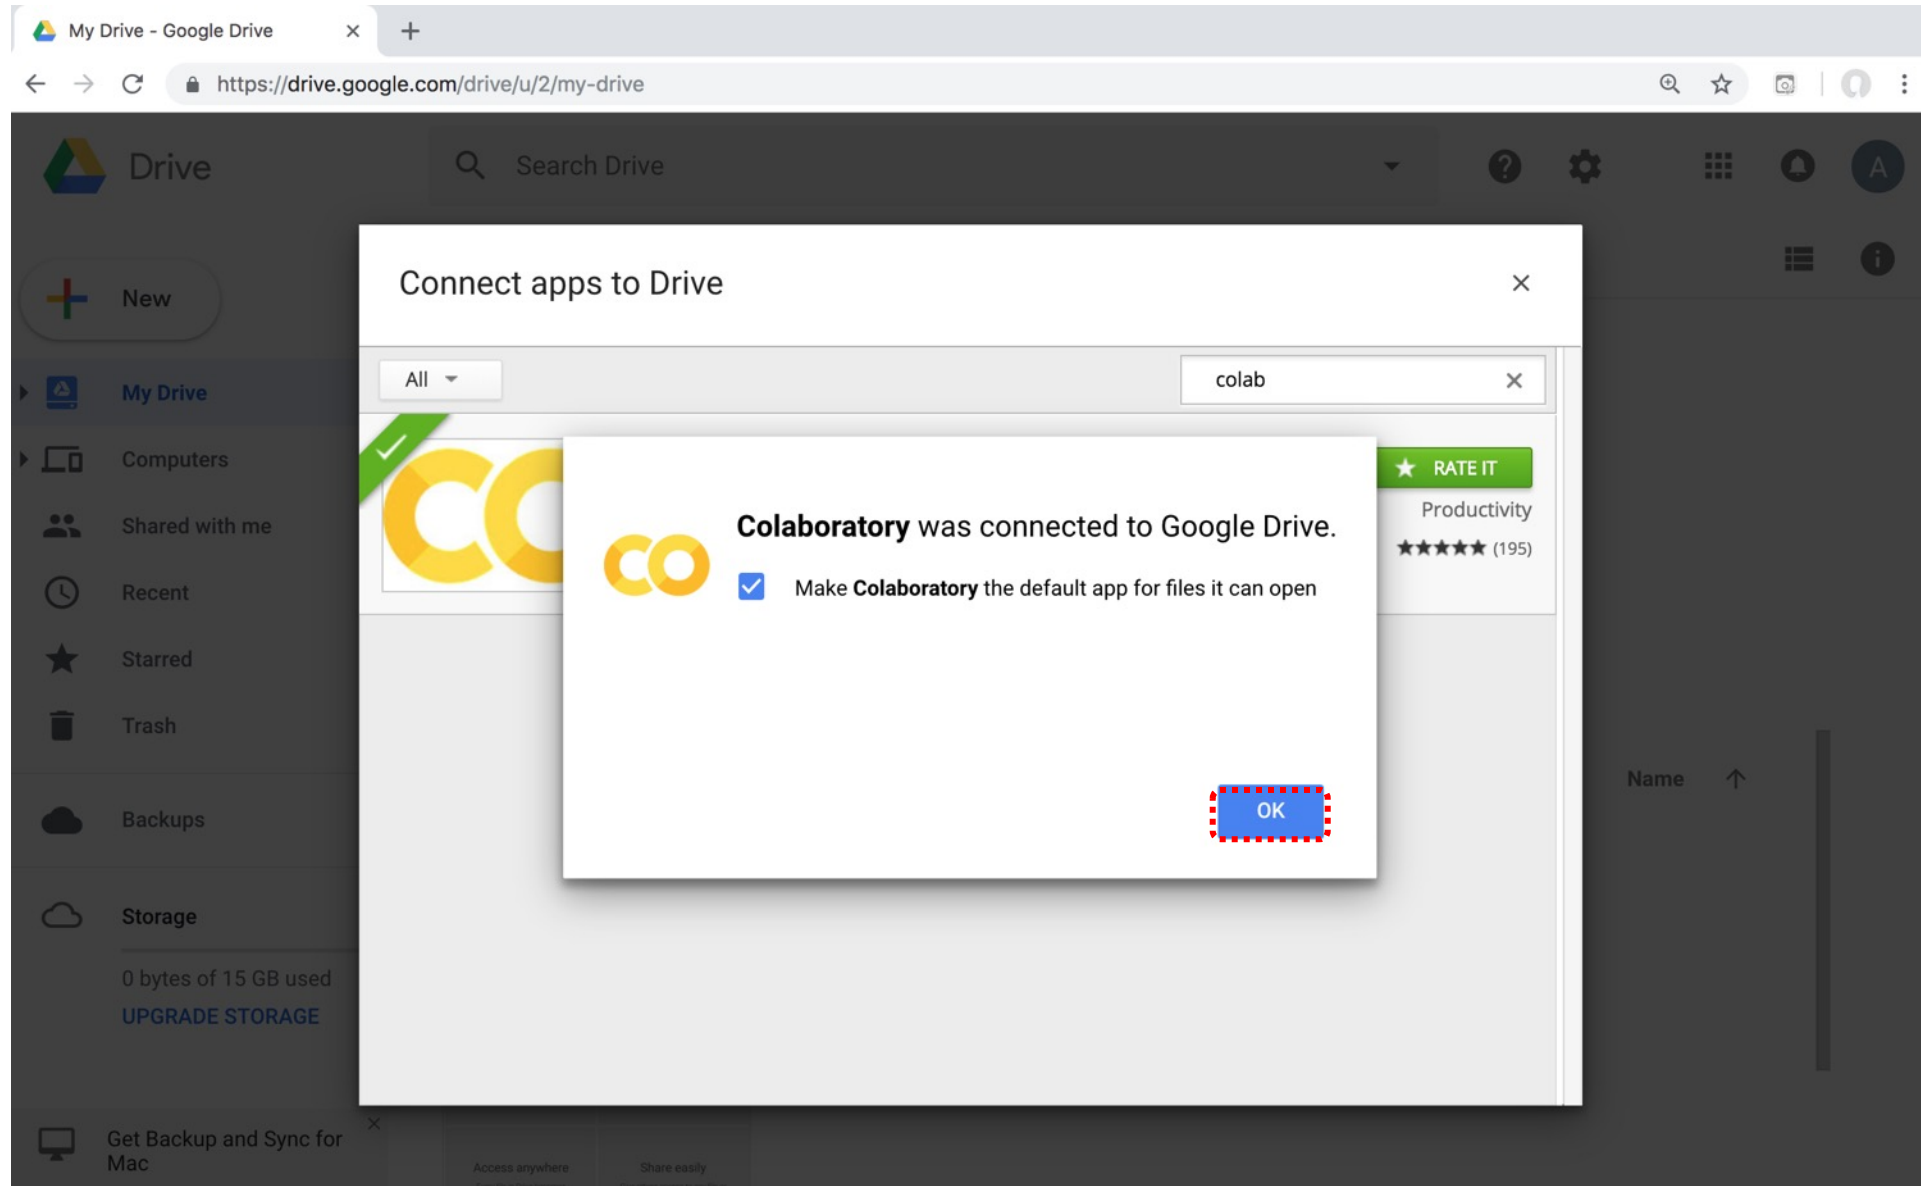 My Drive - Google Drive
https://drive.google.com/drive/u/2/my-drive
Drive
Search Drive
A
Connect apps to Drive
New
All
colab
My Drive
Computers
Shared with me
Recent
Starred
Trash
Backups
Storage
0 bytes of 15 GB used
UPGRADE STORAGE
Get Backup and Sync for
Mac
CO
RATE IT
Productivity
(195)
CO
Colaboratory was connected to Google Drive.
Make Colaboratory the default app for files it can open
OK
Name
Access anywhere
Share easily